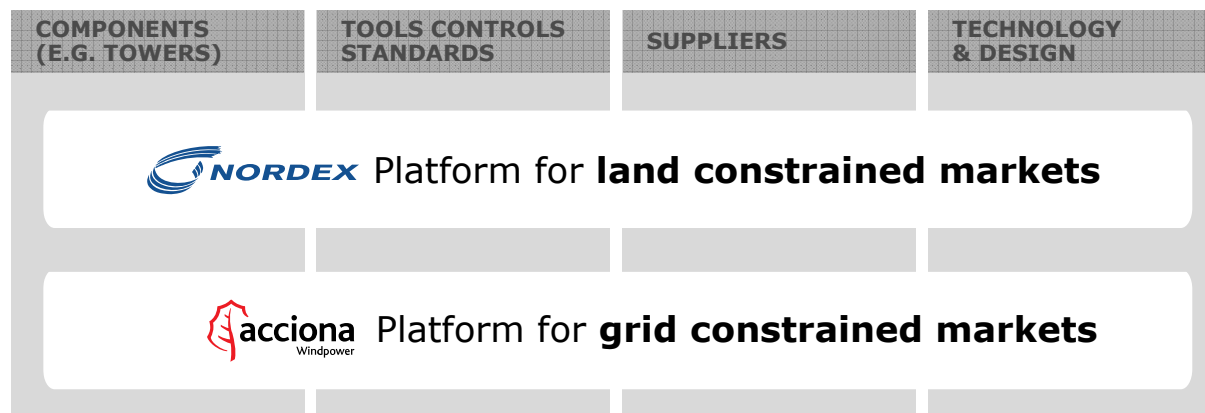 COMPONENTS
(E.G. TOWERS)
TOOLS CONTROLS
STANDARDS
SUPPLIERS
TECHNOLOGY
& DESIGN
NORDEX Platform for land constrained markets
acciona Platform for grid constrained markets
Windpower